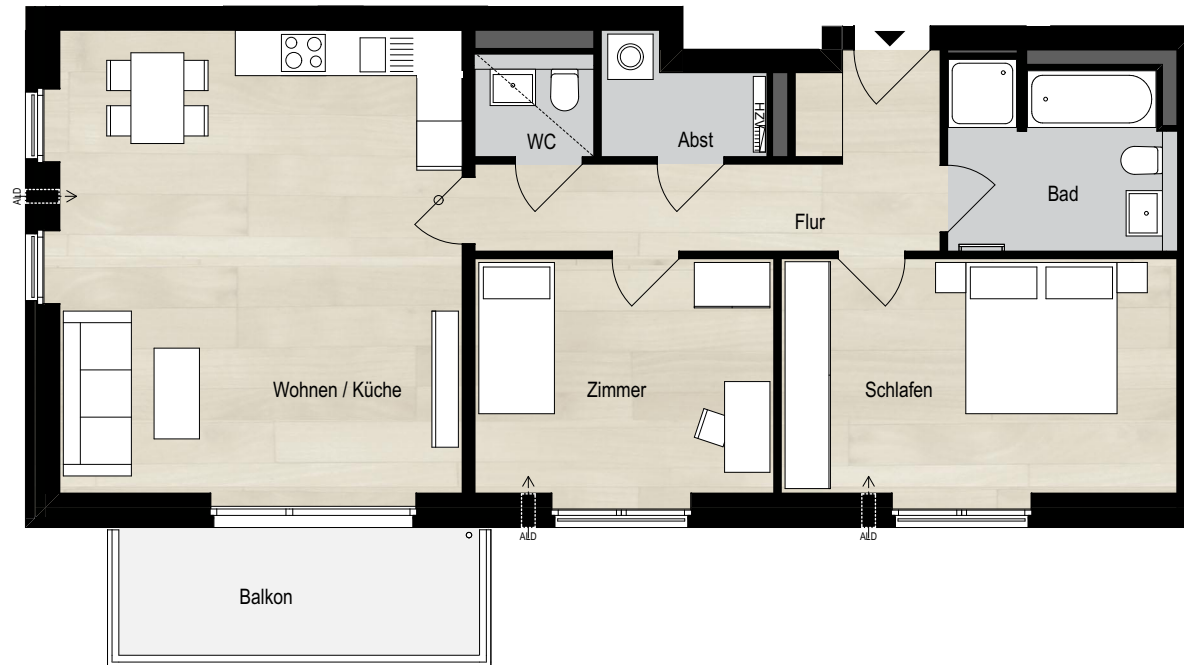 WC
Abst
HZV
ALD
Bad
Flur
Wohnen / Küche
Zimmer
Schlafen
ALD
ALD
Balkon